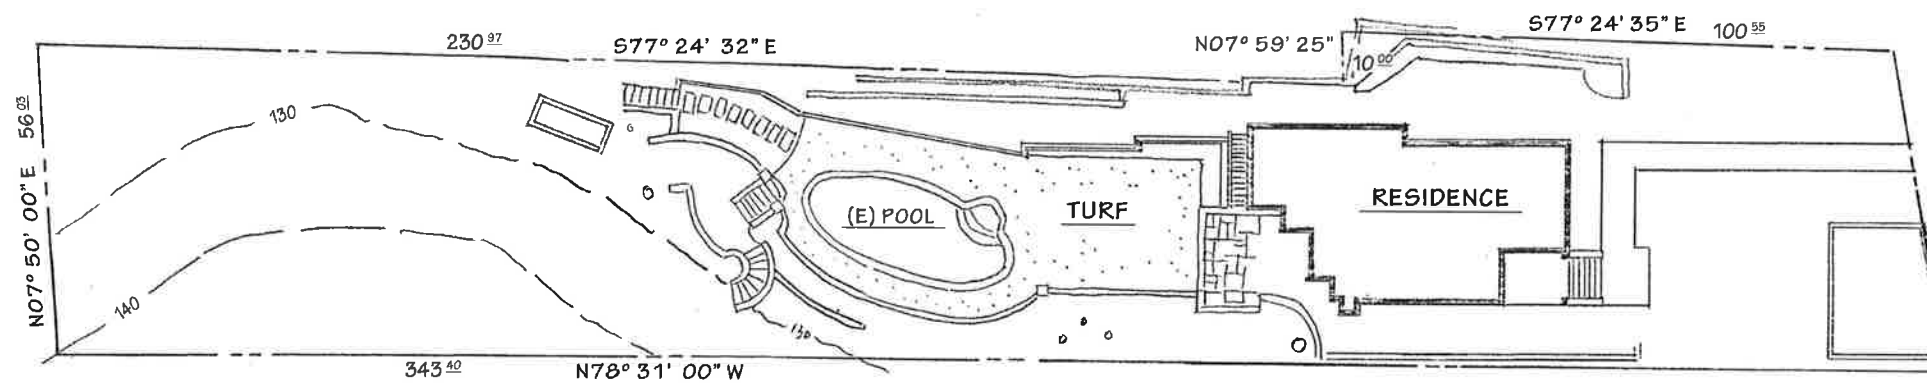 230 97
S77° 24' 32" E
N07° 59' 25"
10 00
S77° 24' 35" E
100 55
N07° 50' 00" E 56 03
130
140
(E) POOL
TURF
RESIDENCE
130
343 40
N78° 31' 00" W